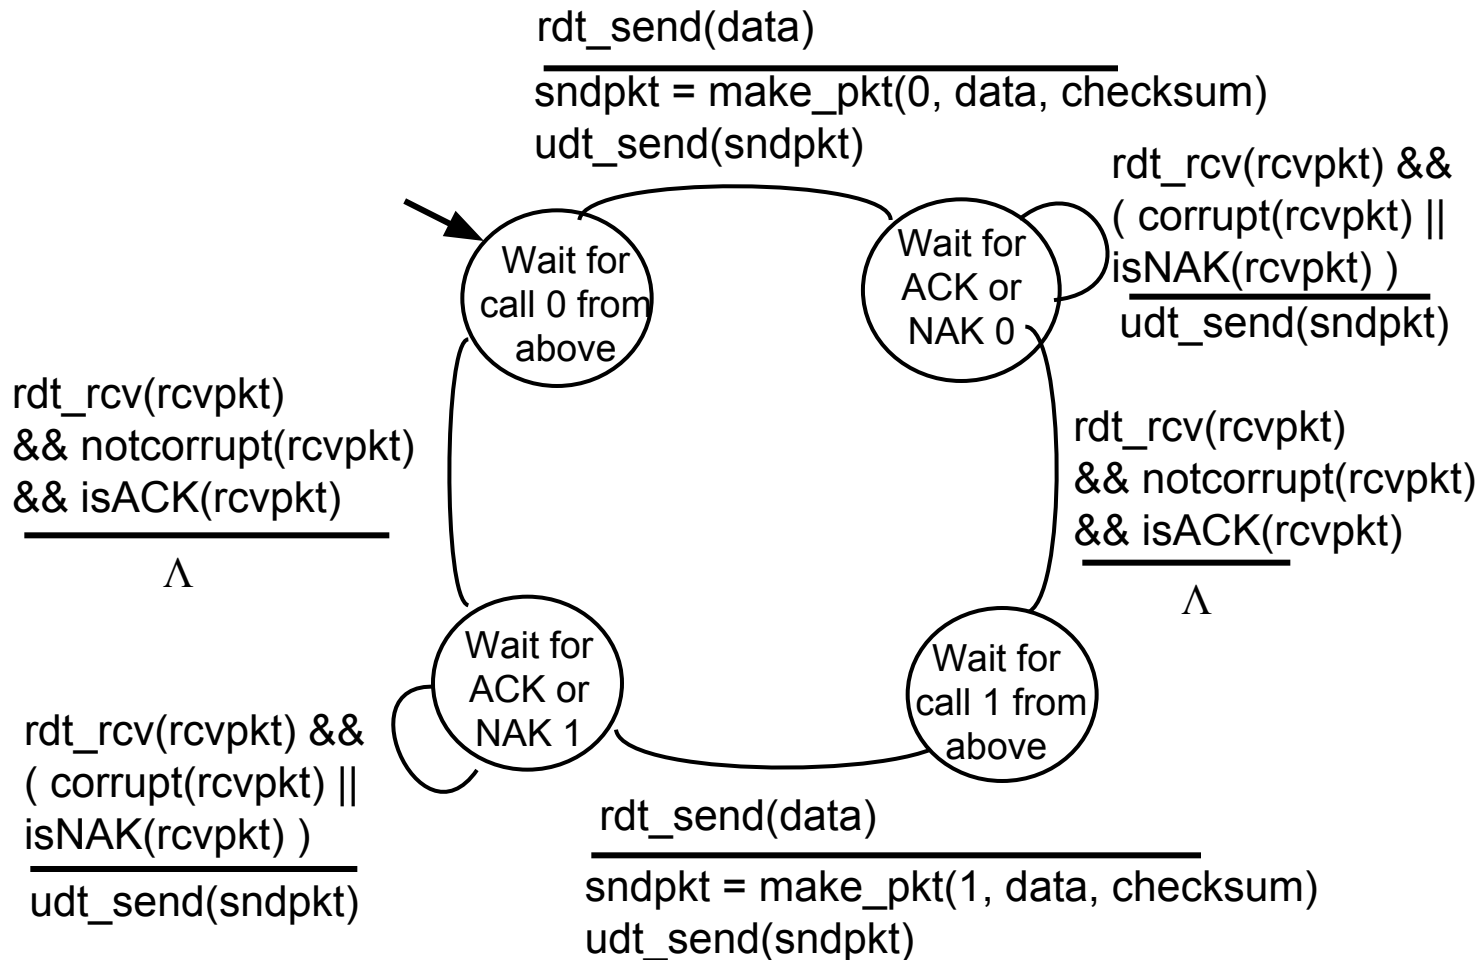 rdt_send(data)
sndpkt = make_pkt(0, data, checksum)
udt_send(sndpkt)
rdt_rcv(rcvpkt) &&
( corrupt(rcvpkt) ||
isNAK(rcvpkt) )
udt_send(sndpkt)
Wait for
call 0 from
above
Wait for
ACK or
NAK 0
rdt_rcv(rcvpkt)
&& notcorrupt(rcvpkt)
&& isACK(rcvpkt)
Λ
rdt_rcv(rcvpkt)
&& notcorrupt(rcvpkt)
&& isACK(rcvpkt)
Λ
Wait for
ACK or
NAK 1
Wait for
call 1 from
above
rdt_rcv(rcvpkt) &&
( corrupt(rcvpkt) ||
isNAK(rcvpkt) )
udt_send(sndpkt)
rdt_send(data)
sndpkt = make_pkt(1, data, checksum)
udt_send(sndpkt)